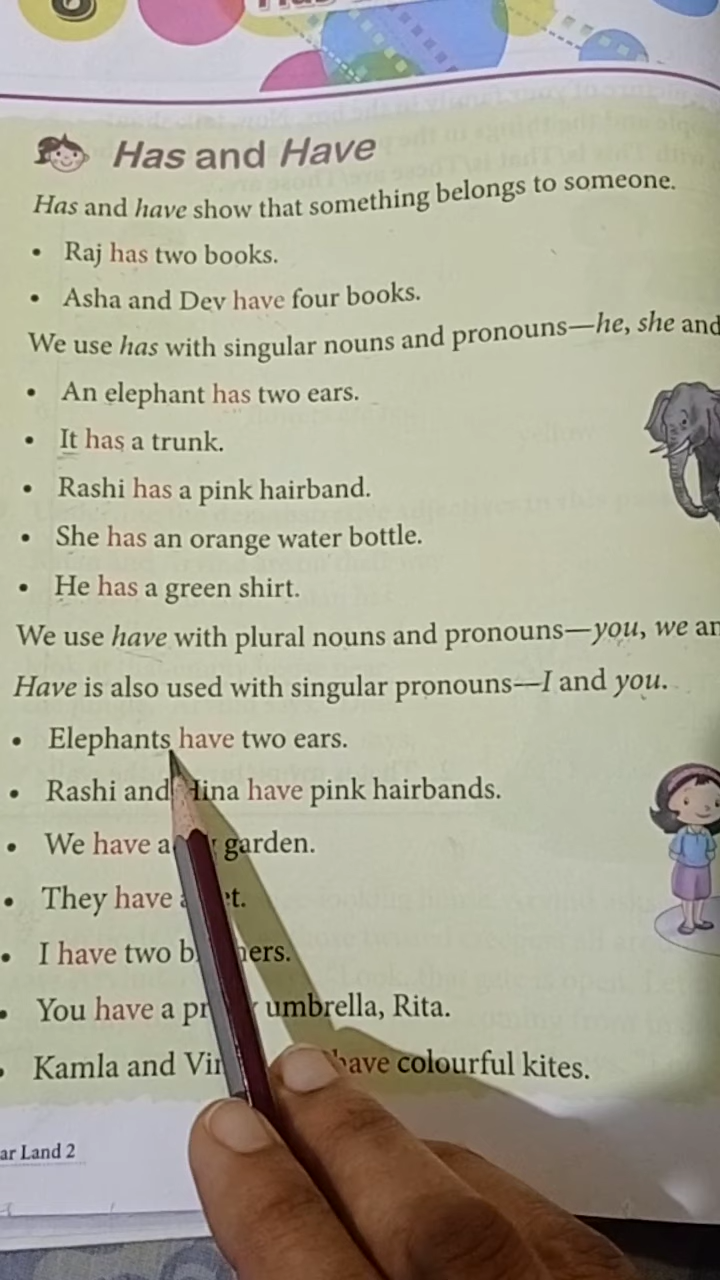 8
Has and Have
Has and have show that something belongs to someone.
• Raj has two books.
• Asha and Dev have four books.
We use has with singular nouns and pronouns—he, she and
• An elephant has two ears.
• It has a trunk.
• Rashi has a pink hairband.
• She has an orange water bottle.
• He has a green shirt.
We use have with plural nouns and pronouns—you, we
Have is also used with singular pronouns—I and you.
• Elephants have two ears.
• Rashi and have pink hairbands.
• We have a garden.
• They have
• I have two
• You have a umbrella, Rita.
• Kamla and have colourful kites.
Land 2